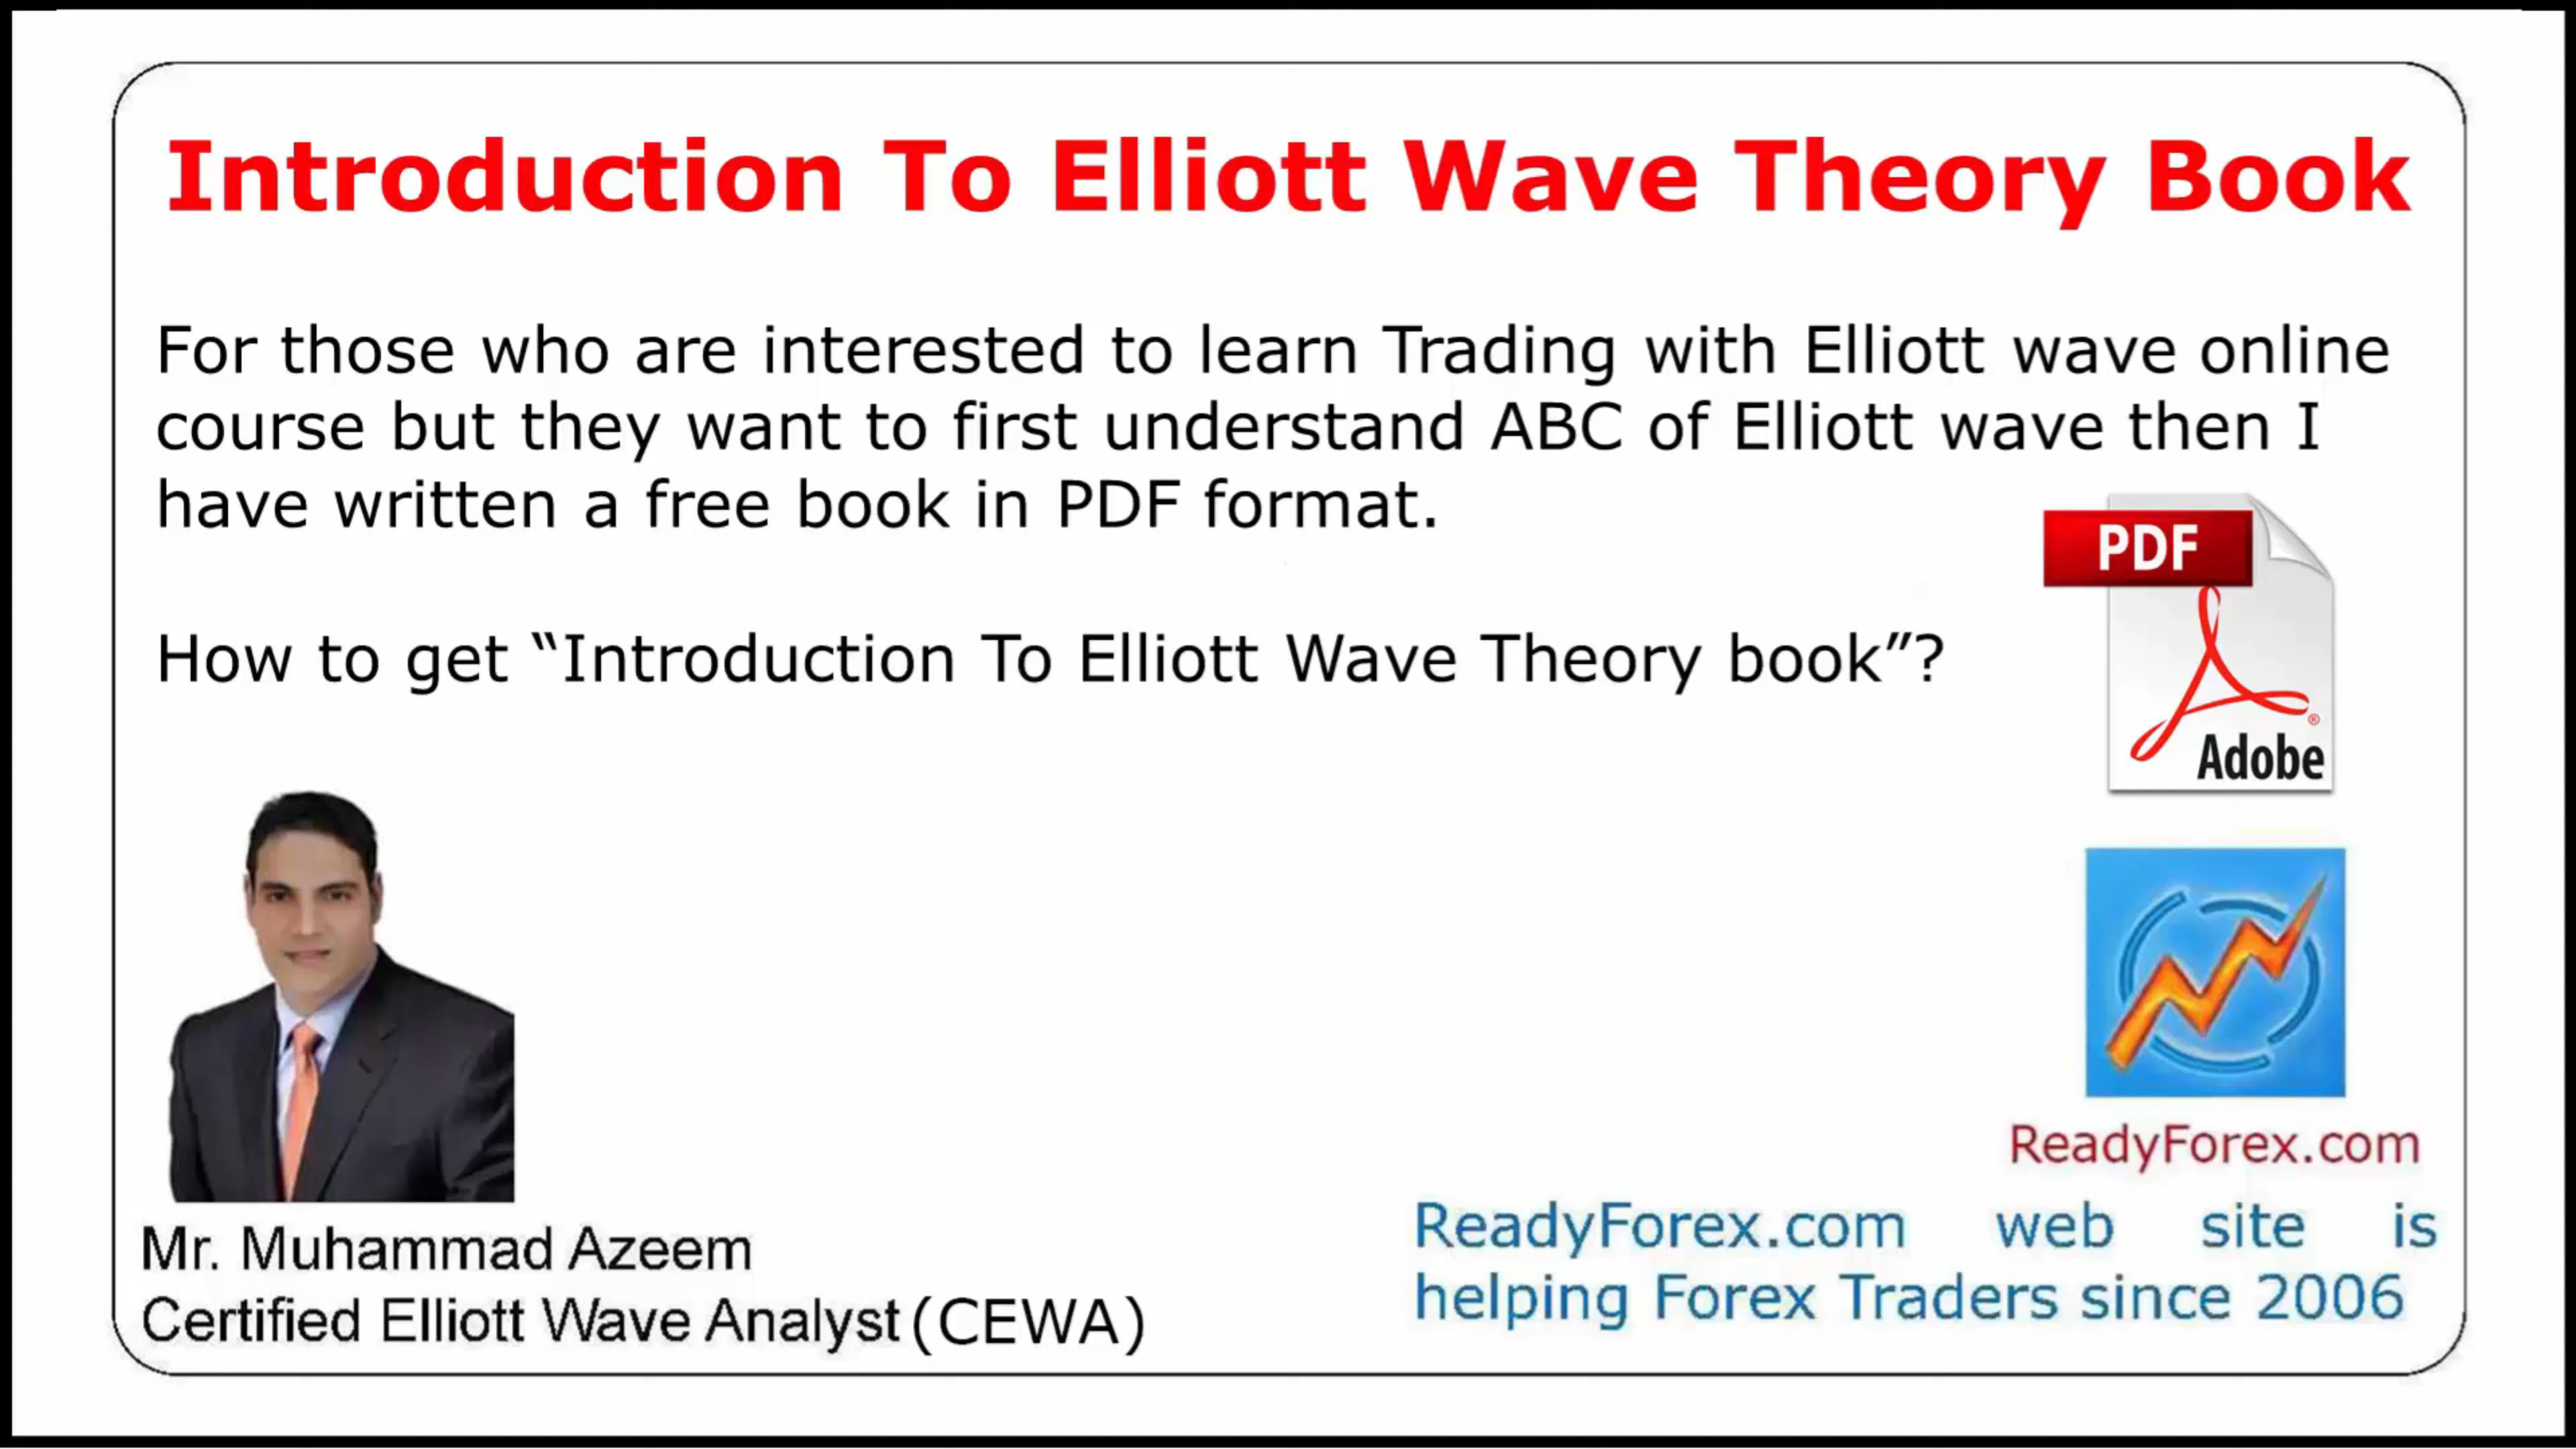 Introduction To Elliott Wave Theory Book
For those who are interested to learn Trading with Elliott wave online
course but they want to first understand ABC of Elliott wave then I
have written a free book in PDF format.
PDF
How to get “Introduction To Elliott Wave Theory book”?
®
Adobe
ReadyForex.com
Mr. Muhammad Azeem
Certified Elliott Wave Analyst (CEWA)
ReadyForex.com web site is
helping Forex Traders since 2006